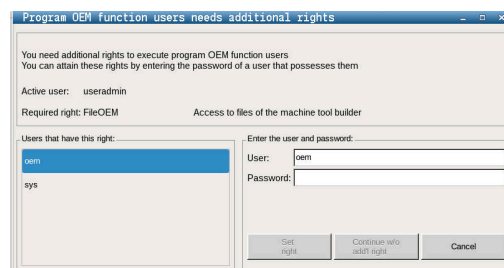 Program OEM function users needs additional rights
You need additional rights to execute program OEM function users
You can attain these rights by entering the password of a user that possesses them
Active user: useradmin
Required right: FileOEM Access to files of the machine tool builder
Users that have this right:
oem
sys
Enter the user and password:
User: oem
Password:
Set right
Continue w/o add'l right
Cancel